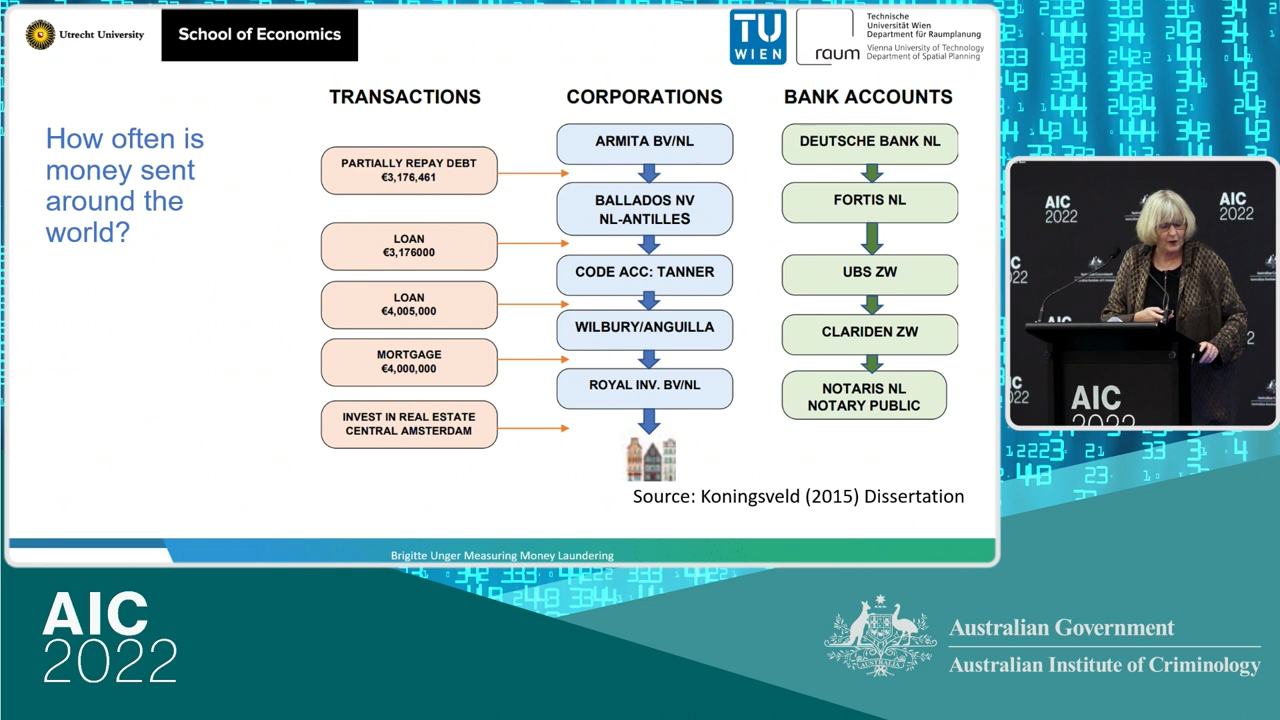 Utrecht University
School of Economics
TU
WIEN
raum
Technische
Universität Wien
Department für Raumplanung
Vienna University of Technology
Department of Spatial Planning
How often is
money sent
around the
world?
TRANSACTIONS
PARTIALLY REPAY DEBT
€3,176,461
LOAN
€3,176000
LOAN
€4,005,000
MORTGAGE
€4,000,000
INVEST IN REAL ESTATE
CENTRAL AMSTERDAM
CORPORATIONS
ARMITA BV/NL
BALLADOS NV
NL-ANTILLES
CODE ACC: TANNER
WILBURY/ANGUILLA
ROYAL INV. BV/NL
BANK ACCOUNTS
DEUTSCHE BANK NL
FORTIS NL
UBS ZW
CLARIDEN ZW
NOTARIS NL
NOTARY PUBLIC
Source: Koningsveld (2015) Dissertation
Brigitte Unger Measuring Money Laundering
AIC
2022
AIC
2022
AIC
2022
AIC
2022
Australian Government
Australian Institute of Criminology